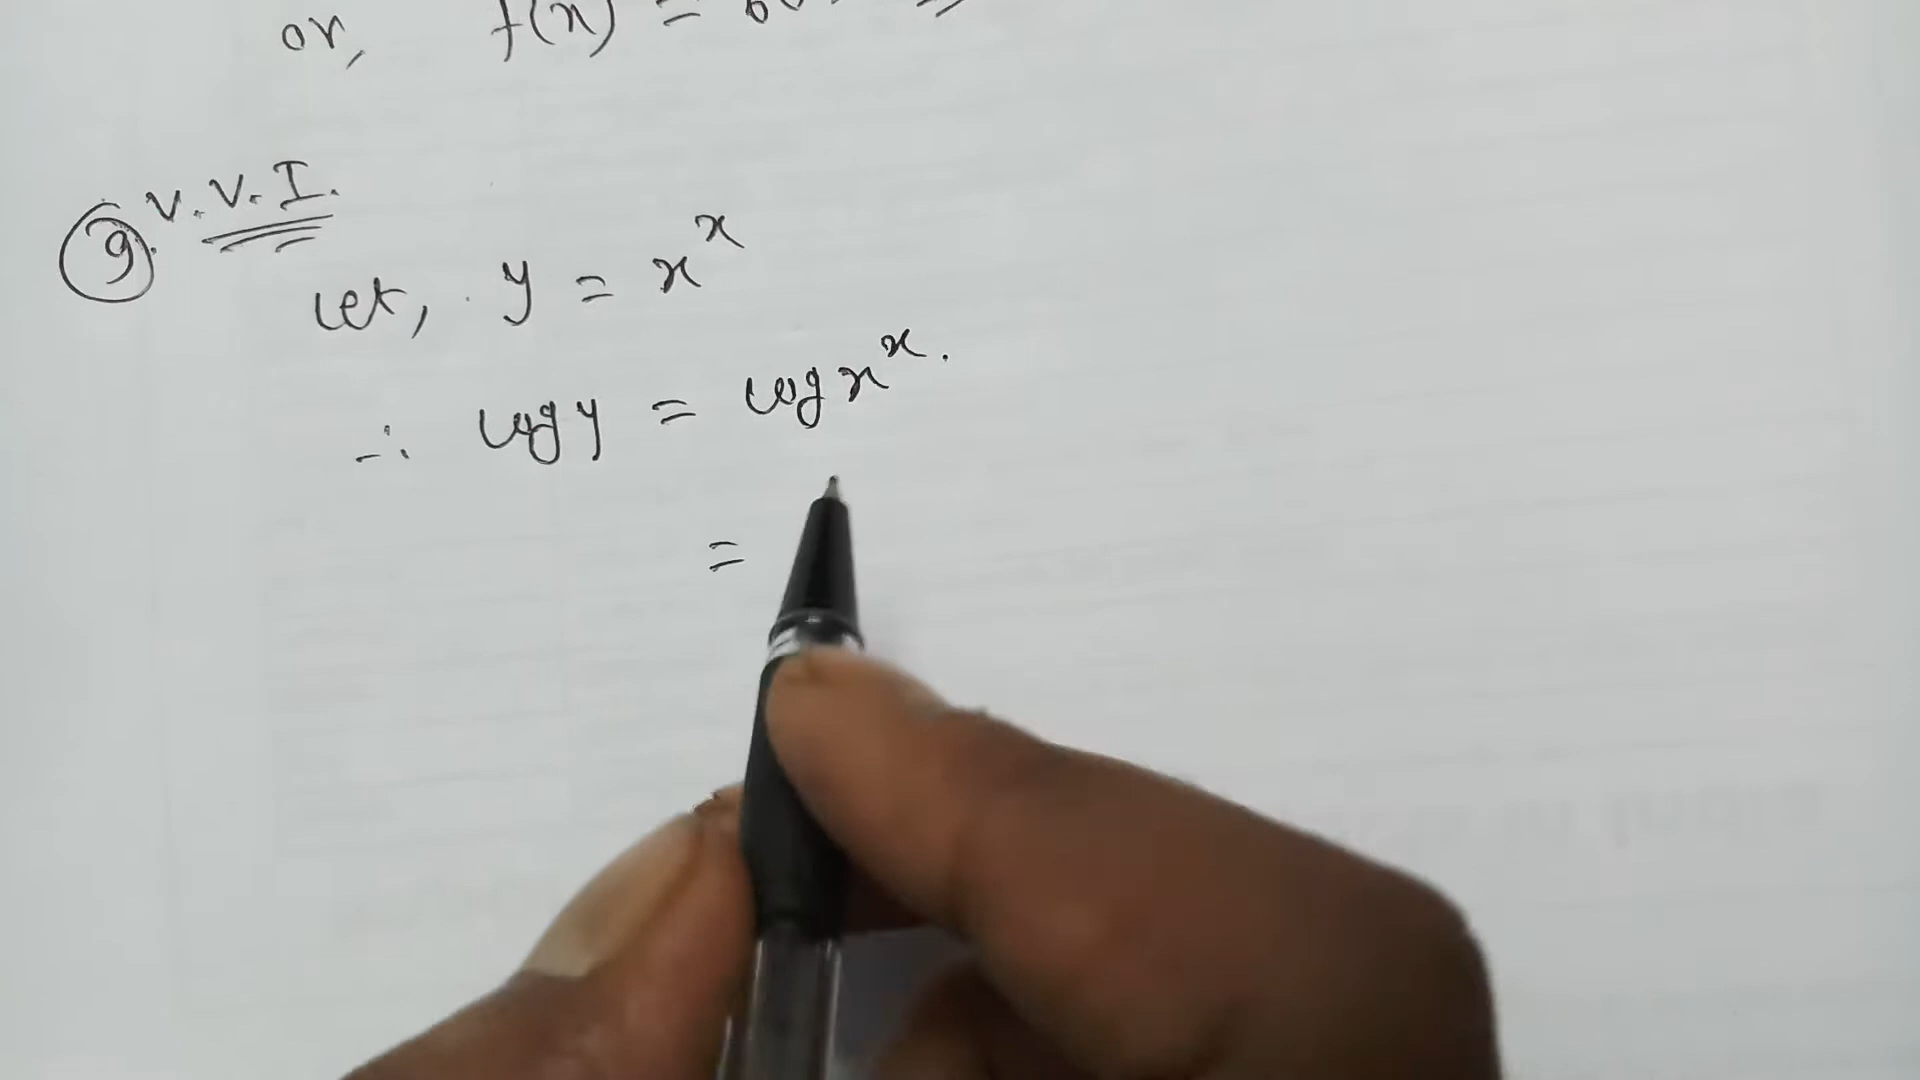 or, f(x) =
9. V.V.I.
Let, y = x^x
∴ log y = log x^x.
=